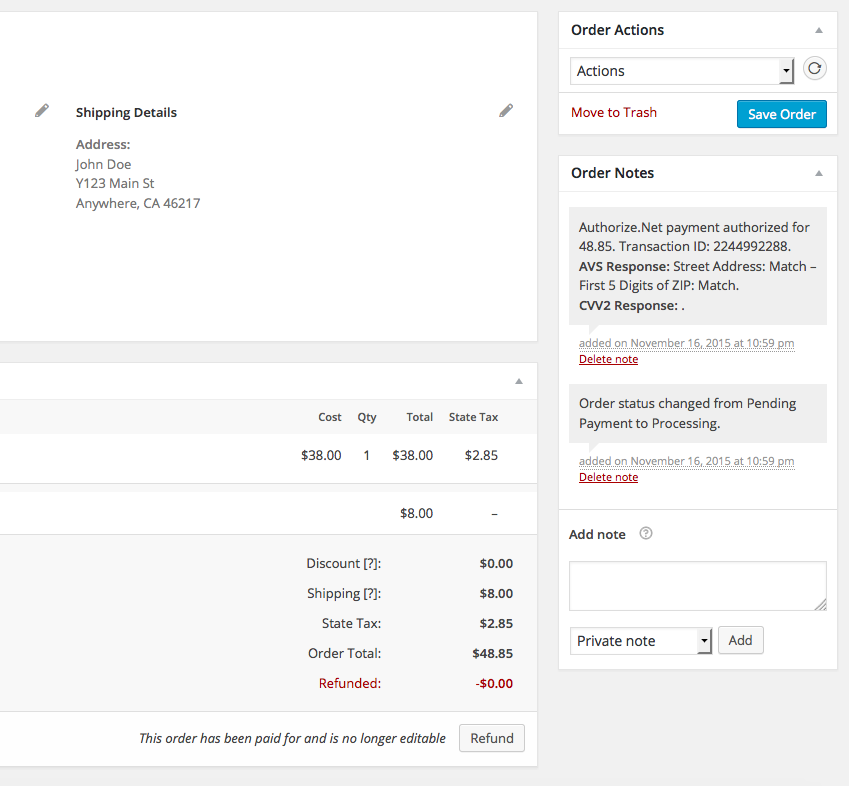 Shipping Details
Address:
John Doe
Y123 Main St
Anywhere, CA 46217
Cost Qty Total State Tax
$38.00 1 $38.00 $2.85
$8.00 –
Discount [?]: $0.00
Shipping [?]: $8.00
State Tax: $2.85
Order Total: $48.85
Refunded: -$0.00
This order has been paid for and is no longer editable Refund
Order Actions
Actions
Move to Trash Save Order
Order Notes
Authorize.Net payment authorized for
48.85. Transaction ID: 2244992288.
AVS Response: Street Address: Match –
First 5 Digits of ZIP: Match.
CVV2 Response: .
added on November 16, 2015 at 10:59 pm
Delete note
Order status changed from Pending
Payment to Processing.
added on November 16, 2015 at 10:59 pm
Delete note
Add note ?
Private note Add